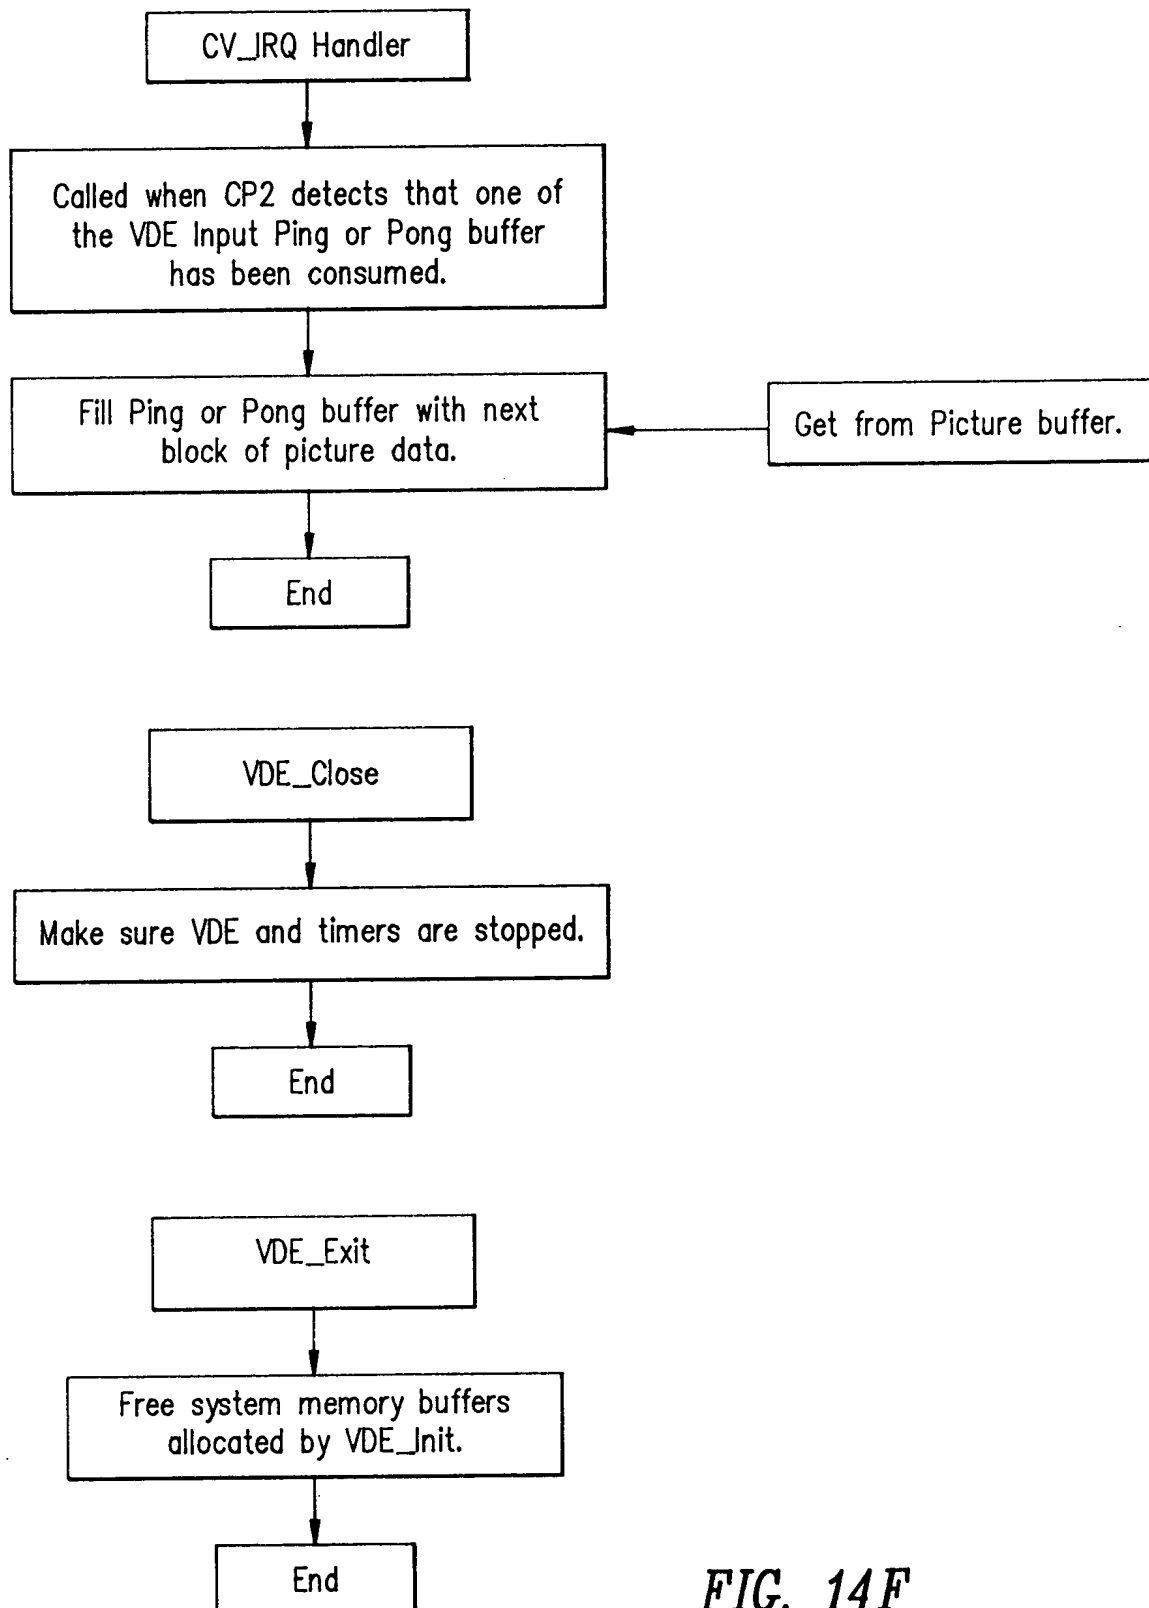 CV_IRQ Handler
Called when CP2 detects that one of
the VDE Input Ping or Pong buffer
has been consumed.
Fill Ping or Pong buffer with next
block of picture data.
Get from Picture buffer.
End
VDE_Close
Make sure VDE and timers are stopped.
End
VDE_Exit
Free system memory buffers
allocated by VDE_Init.
End
FIG. 14F